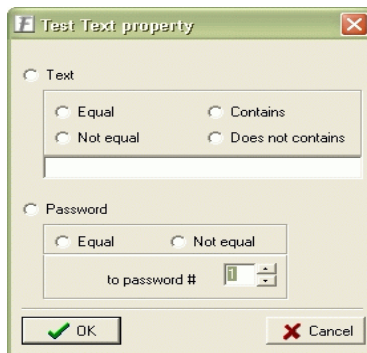 F Test Text property
Text
Equal Contains
Not equal Does not contains
Password
Equal Not equal
to password # 1
OK Cancel